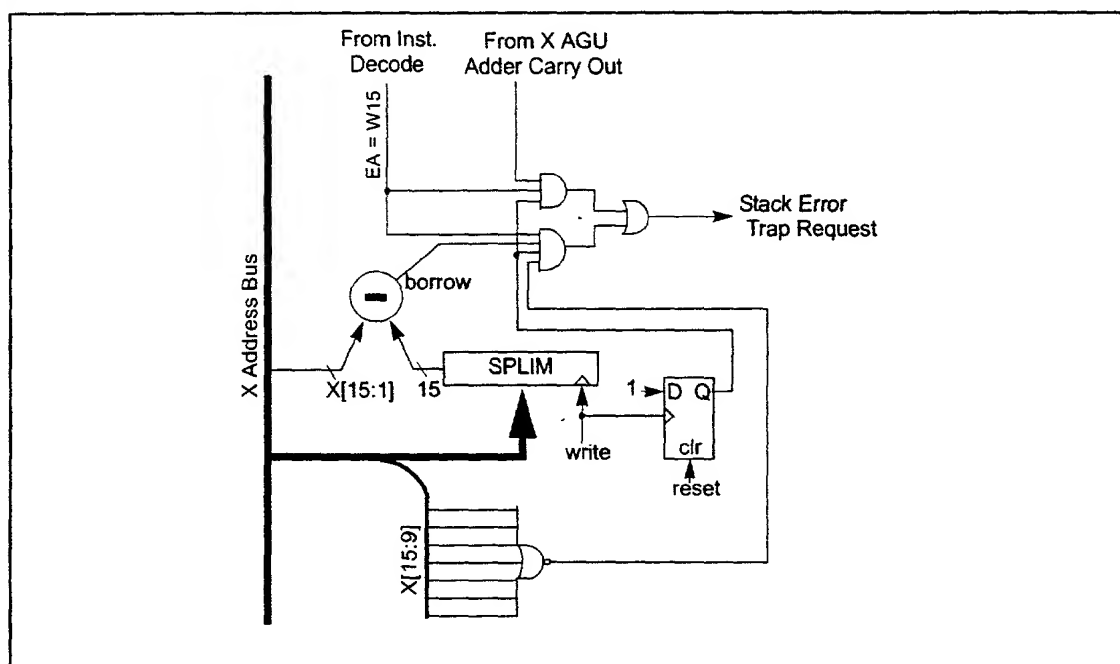 From Inst.
Decode
From X AGU
Adder Carry Out
EA = W15
Stack Error
Trap Request
X Address Bus
borrow
X[15:1]
15
SPLIM
1
D Q
clr
write
reset
X[15:9]